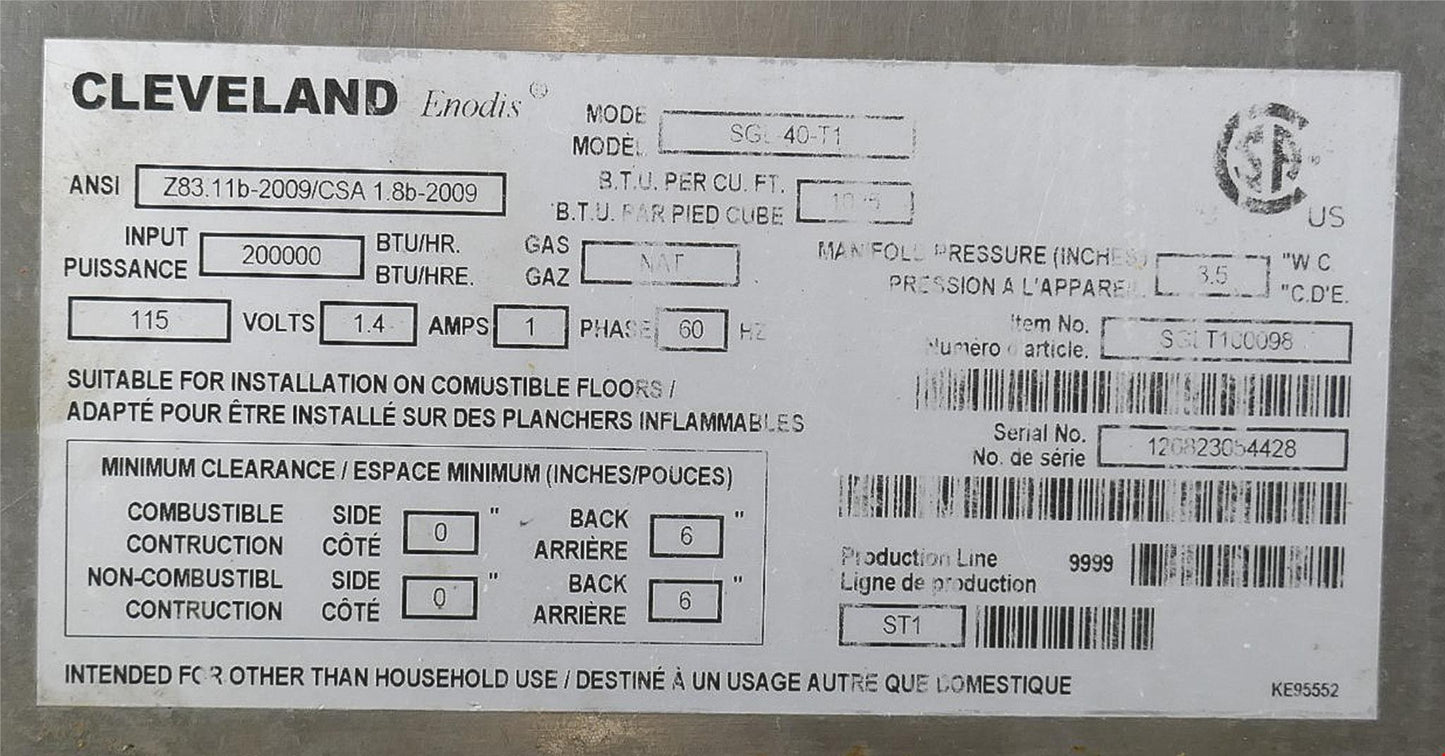 CLEVELAND Enodis
MODE
MODÈL SGL-40-T1
ANSI Z83.11b-2009/CSA 1.8b-2009
B.T.U. PER CU. FT.
B.T.U. PAR PIED CUBE
US
INPUT
PUISSANCE 200000 BTU/HR.
BTU/HRE.
GAS
GAZ NAT
MANIFOLD PRESSURE (INCHES)
PRESSION A L'APPAREIL 3.5 "W C
"C.D'E.
115 VOLTS 1.4 AMPS 1 PHASE 60 HZ
Item No.
Numéro d article.
SUITABLE FOR INSTALLATION ON COMUSTIBLE FLOORS /
ADAPTÉ POUR ÊTRE INSTALLÉ SUR DES PLANCHERS INFLAMMABLES
Serial No.
No. de série
MINIMUM CLEARANCE / ESPACE MINIMUM (INCHES/POUCES)
COMBUSTIBLE SIDE 0 " BACK 6 "
CONTRUCTION CÔTÉ ARRIÈRE
NON-COMBUSTIBL SIDE 0 " BACK 6 "
CONTRUCTION CÔTÉ ARRIÈRE
Production Line 9999
Ligne de production
ST1
INTENDED FOR OTHER THAN HOUSEHOLD USE / DESTINÉ À UN USAGE AUTRE QUE DOMESTIQUE
KE95552